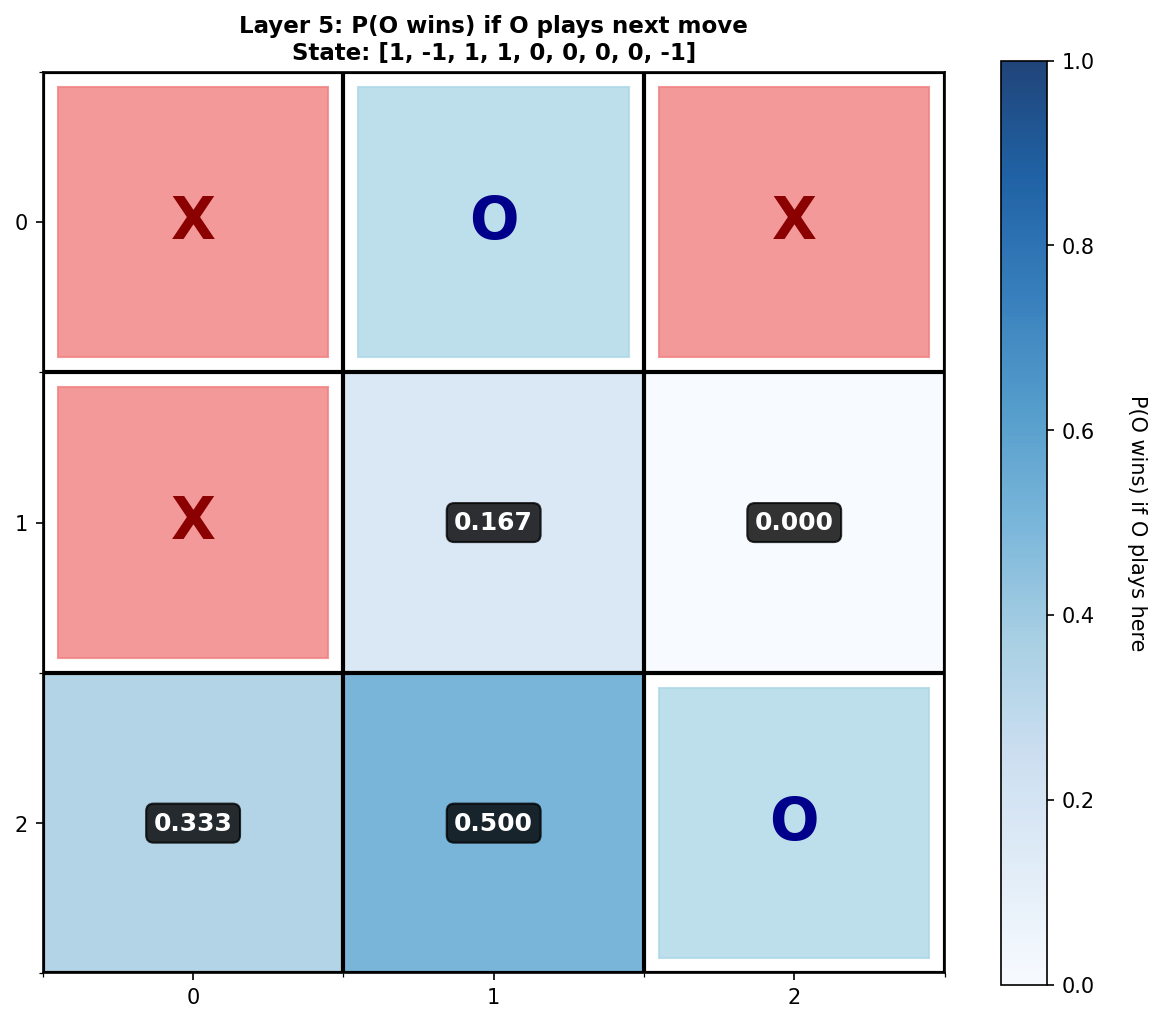 Layer 5: P(O wins) if O plays next move
State: [1, -1, 1, 1, 0, 0, 0, 0, -1]
0
X
O
X
1
X
0.167
0.000
2
0.333
0.500
O
0
1
2
1.0
0.8
0.6
0.4
0.2
0.0
P(O wins) if O plays here